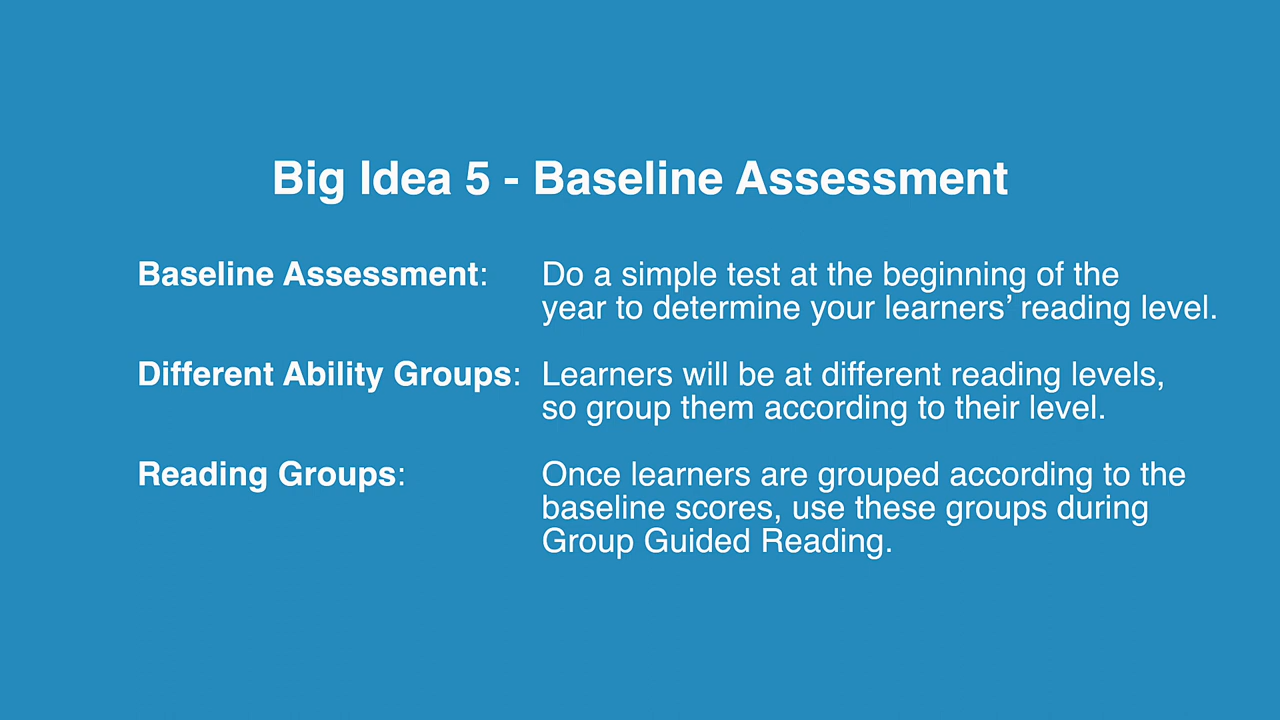 Big Idea 5 - Baseline Assessment
Baseline Assessment: Do a simple test at the beginning of the
year to determine your learners’ reading level.
Different Ability Groups: Learners will be at different reading levels,
so group them according to their level.
Reading Groups: Once learners are grouped according to the
baseline scores, use these groups during
Group Guided Reading.